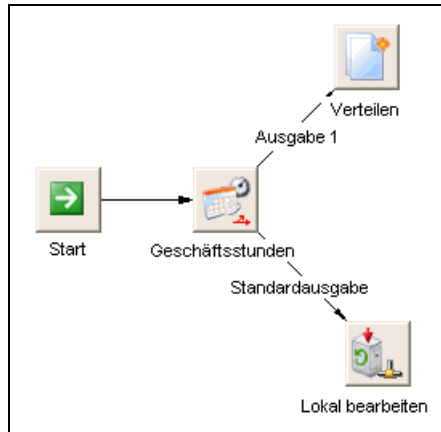 Verteilen
Ausgabe 1
Start
Geschäftsstunden
Standardausgabe
Lokal bearbeiten